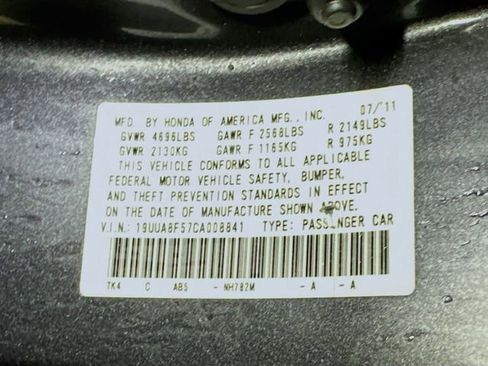 MFD BY HONDA OF AMERICA MFG., INC. 07/'11
GVWR 4696LBS GAWR F 2568LBS R 2149LBS
GVWR 2130KG GAWR F 1165KG R 975KG
THIS VEHICLE CONFORMS TO ALL APPLICABLE
FEDERAL MOTOR VEHICLE SAFETY, BUMPER,
AND THEFT PREVENTION STANDARDS IN EFFECT
ON THE DATE OF MANUFACTURE SHOWN ABOVE.
V.I.N.: 19UUA8F57CA008841 TYPE: PASSENGER CAR
TK4 C AB5 - NH782M - A - A